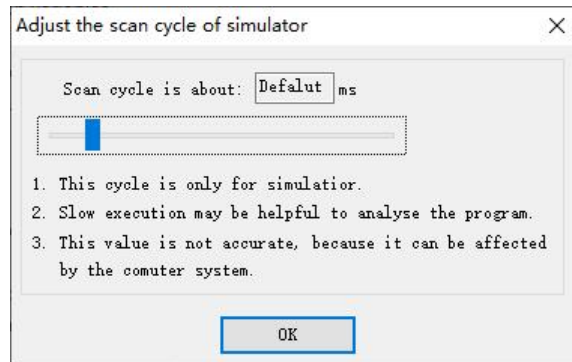 Adjust the scan cycle of simulator
Scan cycle is about: Defalut ms
1. This cycle is only for simulatior.
2. Slow execution may be helpful to analyse the program.
3. This value is not accurate, because it can be affected
by the comuter system.
OK